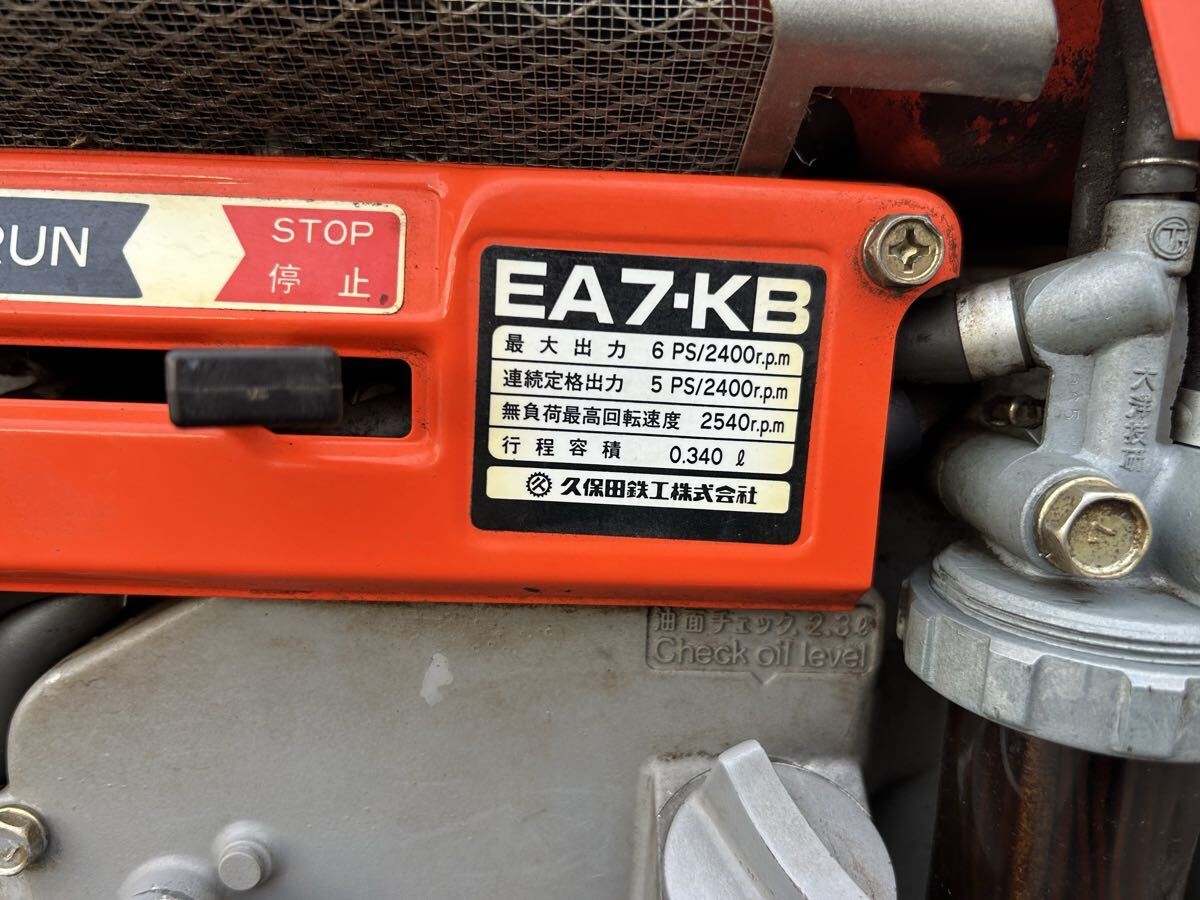 RUN
STOP
停止
EA7·KB
最大出力 6 PS/2400r.p.m
連続定格出力 5 PS/2400r.p.m
無負荷最高回転速度 2540r.p.m
行程容積 0.340 ℓ
久保田鉄工株式会社
油面チェック 2.3ℓ
Check oil level